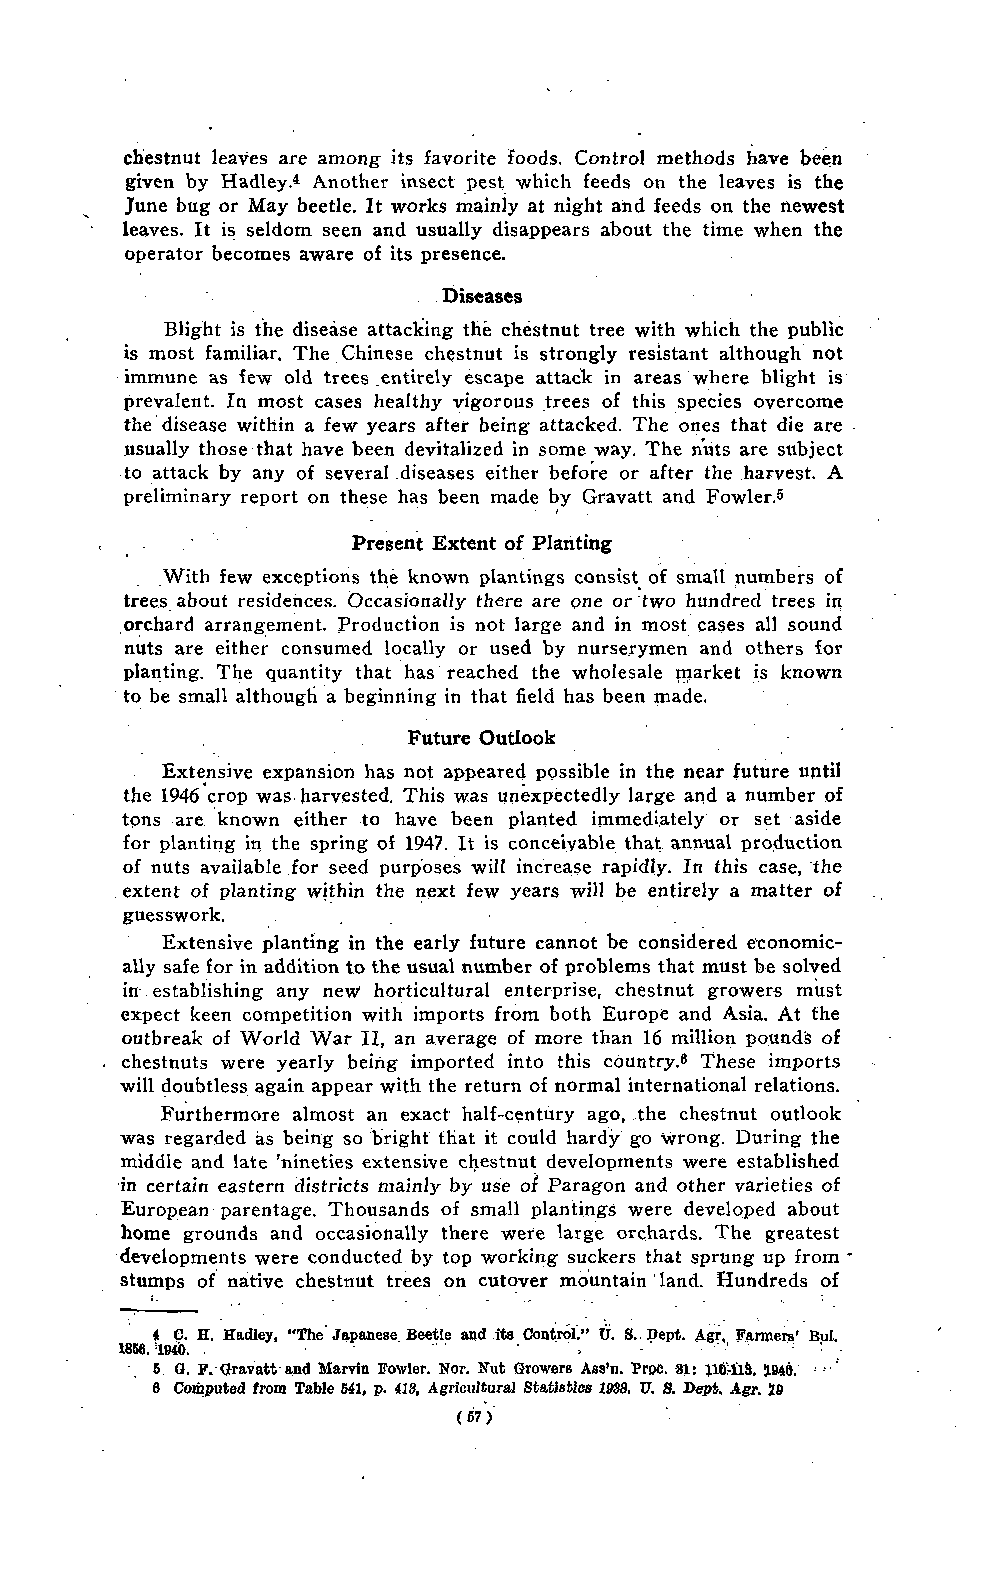 chestnut leaves are among its favorite foods. Control methods have been
given by Hadley.4 Another insect pest which feeds on the leaves is the
June bug or May beetle. It works mainly at night and feeds on the newest
leaves. It is seldom seen and usually disappears about the time when the
operator becomes aware of its presence.
Diseases
Blight is the disease attacking the chestnut tree with which the public
is most familiar. The Chinese chestnut is strongly resistant although not
immune as few old trees entirely escape attack in areas where blight is
prevalent. In most cases healthy vigorous trees of this species overcome
the disease within a few years after being attacked. The ones that die are
usually those that have been devitalized in some way. The nuts are subject
to attack by any of several diseases either before or after the harvest. A
preliminary report on these has been made by Gravatt and Fowler.5
Present Extent of Planting
With few exceptions the known plantings consist of small numbers of
trees about residences. Occasionally there are one or two hundred trees in
orchard arrangement. Production is not large and in most cases all sound
nuts are either consumed locally or used by nurserymen and others for
planting. The quantity that has reached the wholesale market is known
to be small although a beginning in that field has been made.
Future Outlook
Extensive expansion has not appeared possible in the near future until
the 1946 crop was harvested. This was unexpectedly large and a number of
tons are known either to have been planted immediately or set aside
for planting in the spring of 1947. It is conceivable that annual production
of nuts available for seed purposes will increase rapidly. In this case, the
extent of planting within the next few years will be entirely a matter of
guesswork.
Extensive planting in the early future cannot be considered economic-
ally safe for in addition to the usual number of problems that must be solved
in establishing any new horticultural enterprise, chestnut growers must
expect keen competition with imports from both Europe and Asia. At the
outbreak of World War II, an average of more than 16 million pounds of
chestnuts were yearly being imported into this country.6 These imports
will doubtless again appear with the return of normal international relations.
Furthermore almost an exact half-century ago, the chestnut outlook
was regarded as being so bright that it could hardy go wrong. During the
middle and late 'nineties extensive chestnut developments were established
in certain eastern districts mainly by use of Paragon and other varieties of
European parentage. Thousands of small plantings were developed about
home grounds and occasionally there were large orchards. The greatest
developments were conducted by top working suckers that sprung up from
stumps of native chestnut trees on cutover mountain land. Hundreds of
4 C. H. Hadley, "The Japanese Beetle and its Control." U. S. Dept. Agr. Farmers' Bul.
1856. 1940.
5 G. F. Gravatt and Marvin Fowler. Nor. Nut Growers Ass'n. Proc. 31: 110-113. 1940.
6 Computed from Table 541, p. 413, Agricultural Statistics 1938. U. S. Dept. Agr.
(57)